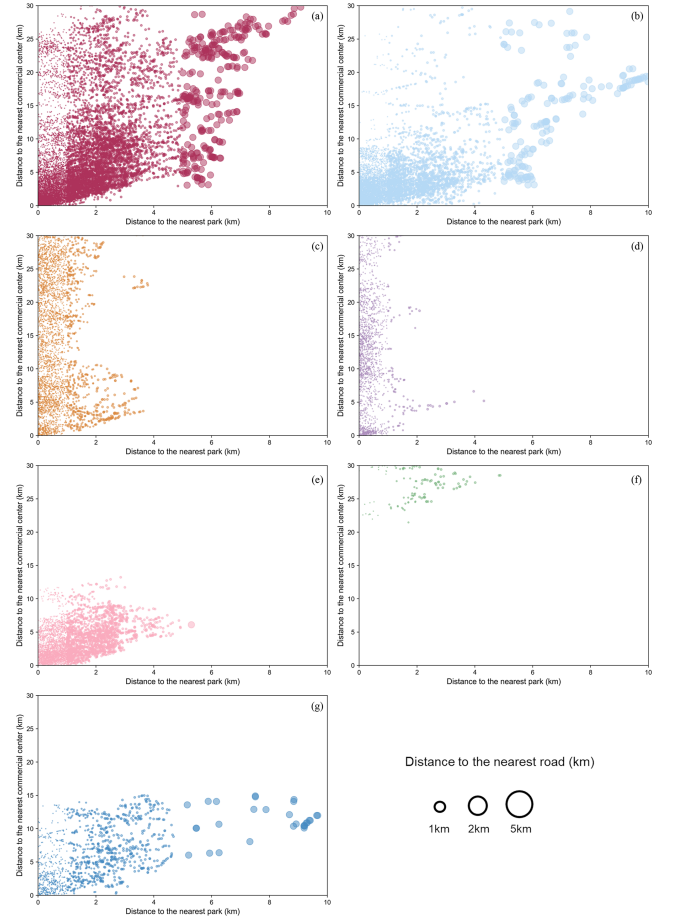 (a)
30
25
20
15
10
5
0
Distance to the nearest commercial center (km)
0 2 4 6 8 10
Distance to the nearest park (km)
(b)
30
25
20
15
10
5
0
Distance to the nearest commercial center (km)
0 2 4 6 8 10
Distance to the nearest park (km)
(c)
30
25
20
15
10
5
0
Distance to the nearest commercial center (km)
0 2 4 6 8 10
Distance to the nearest park (km)
(d)
30
25
20
15
10
5
0
Distance to the nearest commercial center (km)
0 2 4 6 8 10
Distance to the nearest park (km)
(e)
30
25
20
15
10
5
0
Distance to the nearest commercial center (km)
0 2 4 6 8 10
Distance to the nearest park (km)
(f)
30
25
20
15
10
5
0
Distance to the nearest commercial center (km)
0 2 4 6 8 10
Distance to the nearest park (km)
(g)
30
25
20
15
10
5
0
Distance to the nearest commercial center (km)
0 2 4 6 8 10
Distance to the nearest park (km)
Distance to the nearest road (km)
1km 2km 5km